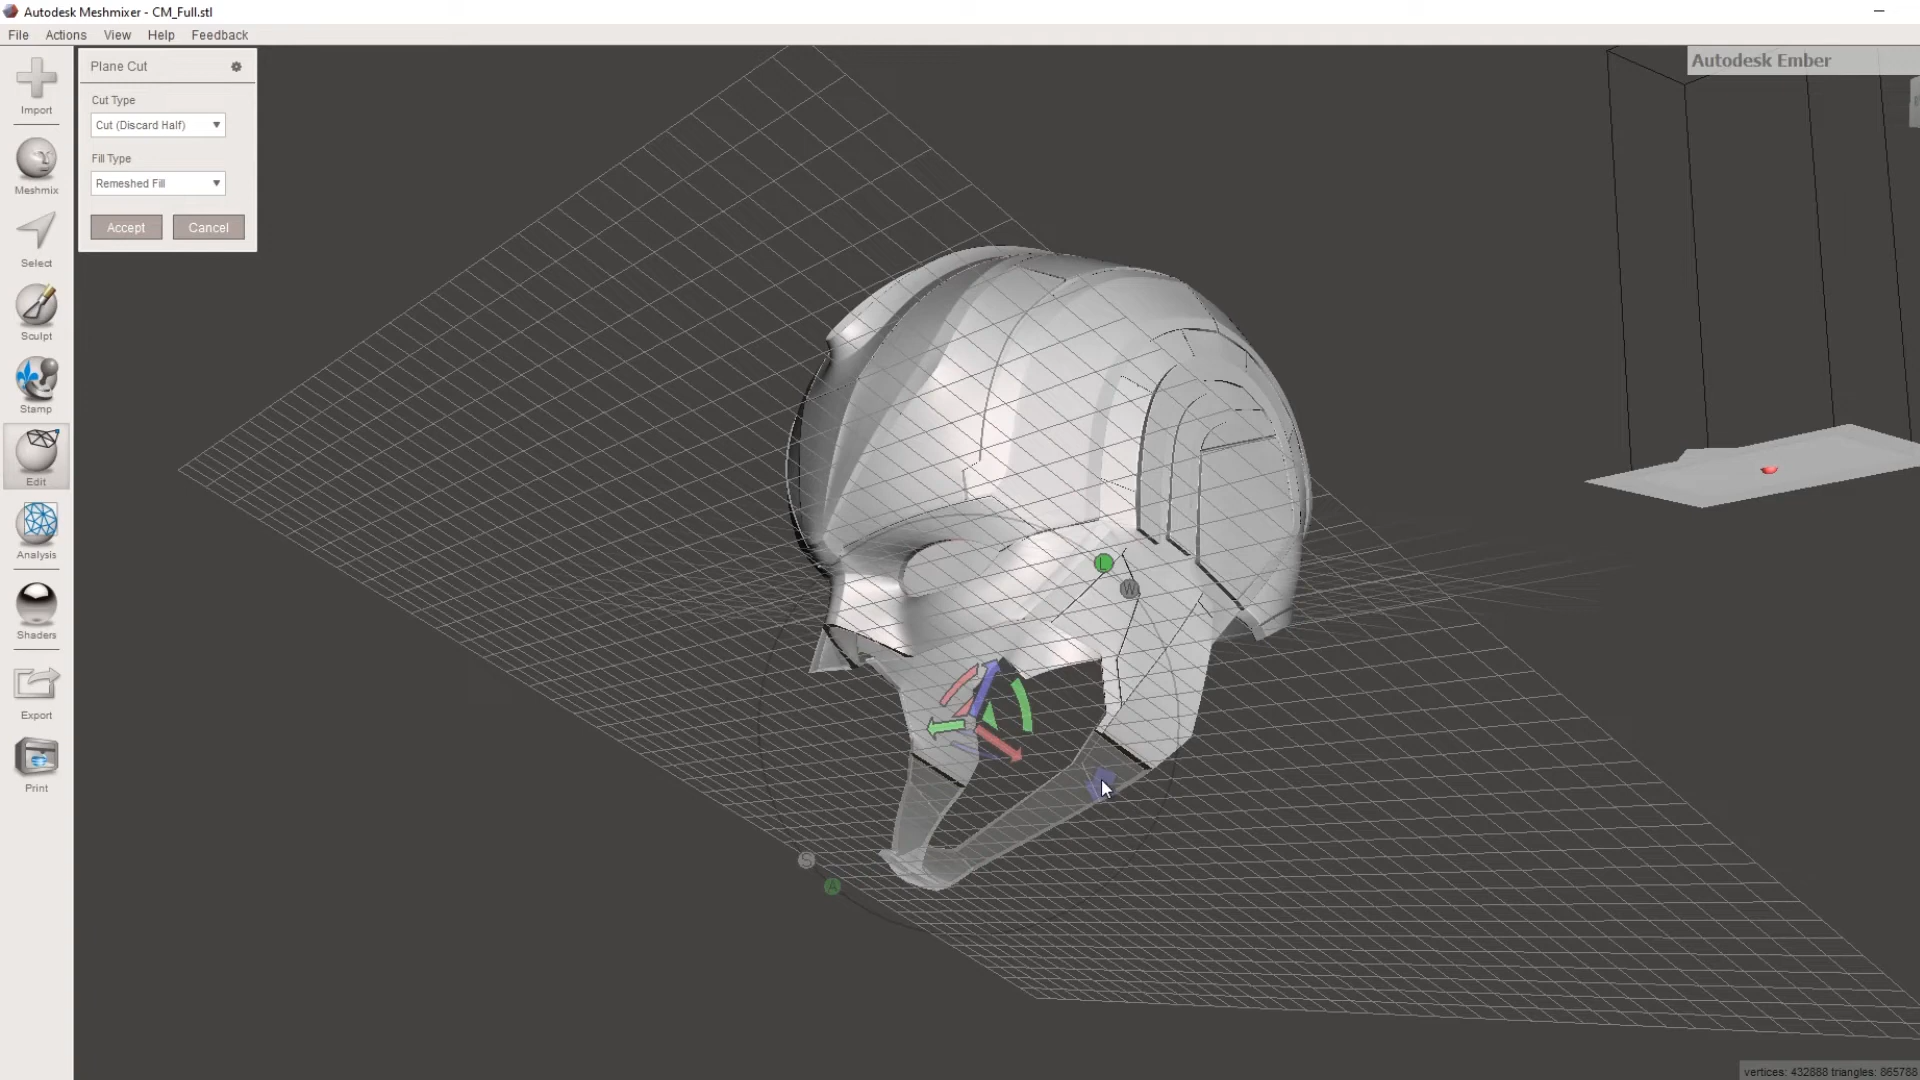 Autodesk Meshmixer - CM_Full.stl
File Actions View Help Feedback
Plane Cut
Cut Type
Cut (Discard Half)
Fill Type
Remeshed Fill
Accept Cancel
Import
Meshmix
Select
Sculpt
Stamp
Edit
Analysis
Shaders
Export
Print
Autodesk Ember
L
W
S
A
vertices: 432888 triangles: 865788